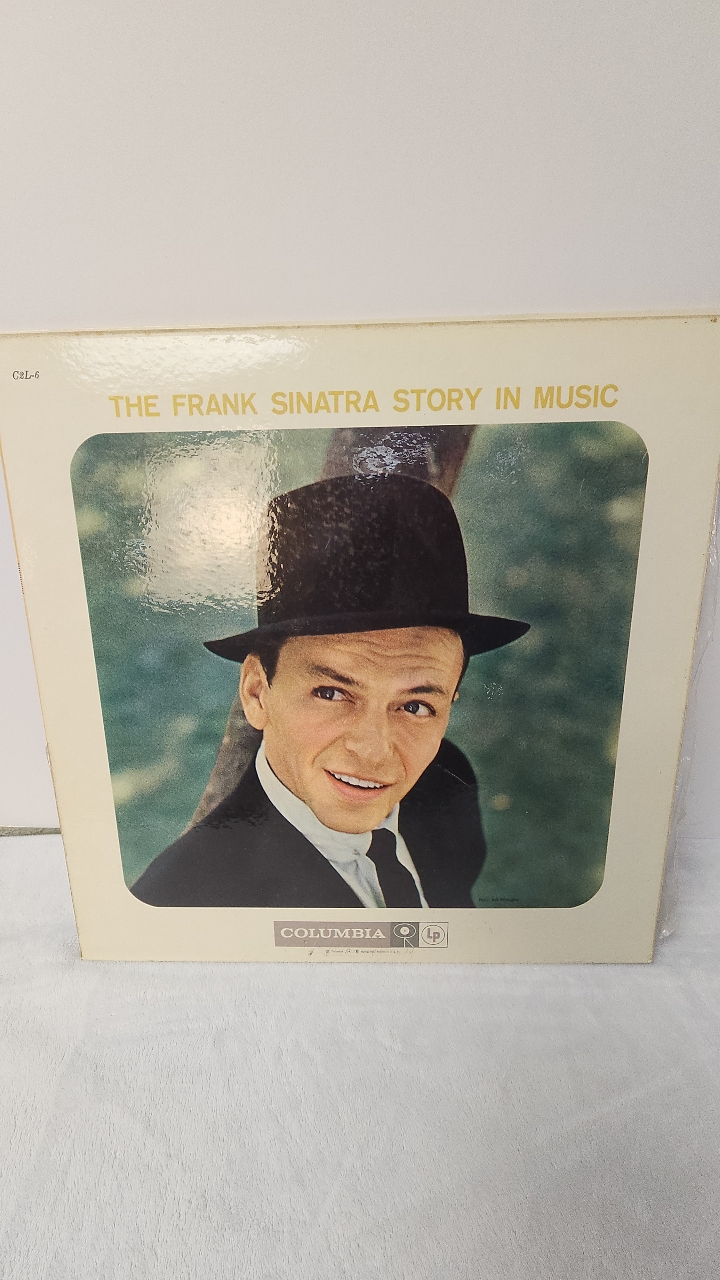 C2L-6
THE FRANK SINATRA STORY IN MUSIC
COLUMBIA
Lp